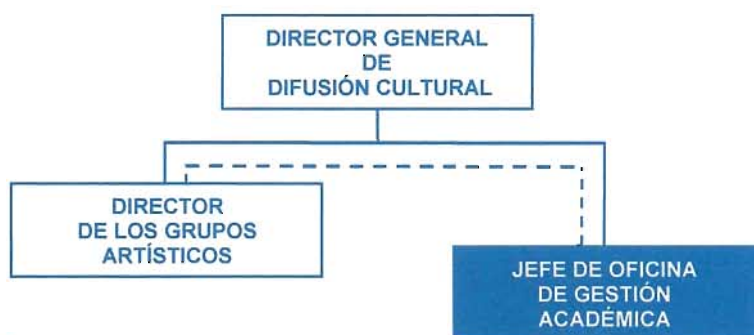 DIRECTOR GENERAL
DE
DIFUSIÓN CULTURAL
DIRECTOR
DE LOS GRUPOS
ARTÍSTICOS
JEFE DE OFICINA
DE GESTIÓN
ACADÉMICA